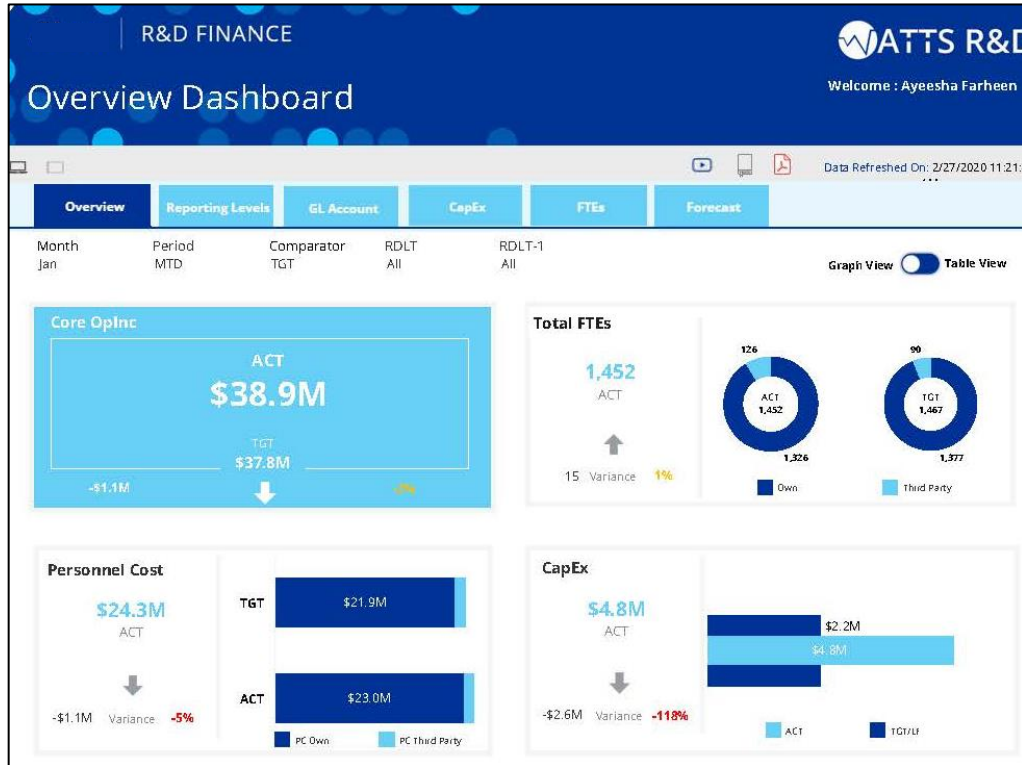 R&D FINANCE
WATTS R&D
Overview Dashboard
Welcome : Ayeesha Farheen
Data Refreshed On: 2/27/2020 11:21:
Overview Reporting Levels GL Account CapEx FTEs Forecast
Month Period Comparator RDLT RDLT-1
Jan MTD TGT All All
Graph View Table View
Core OpInc
ACT
$38.9M
TGT
$37.8M
-$1.1M
Total FTEs
1,452
ACT
15 Variance 1%
126
ACT
1,452
1,326
90
TGT
1,467
1,377
Own Third Party
Personnel Cost
$24.3M
ACT
-$1.1M Variance -5%
TGT $21.9M
ACT $23.0M
PC Own PC Third Party
CapEx
$4.8M
ACT
-$2.6M Variance -118%
$2.2M
$4.8M
ACT TGT/LF